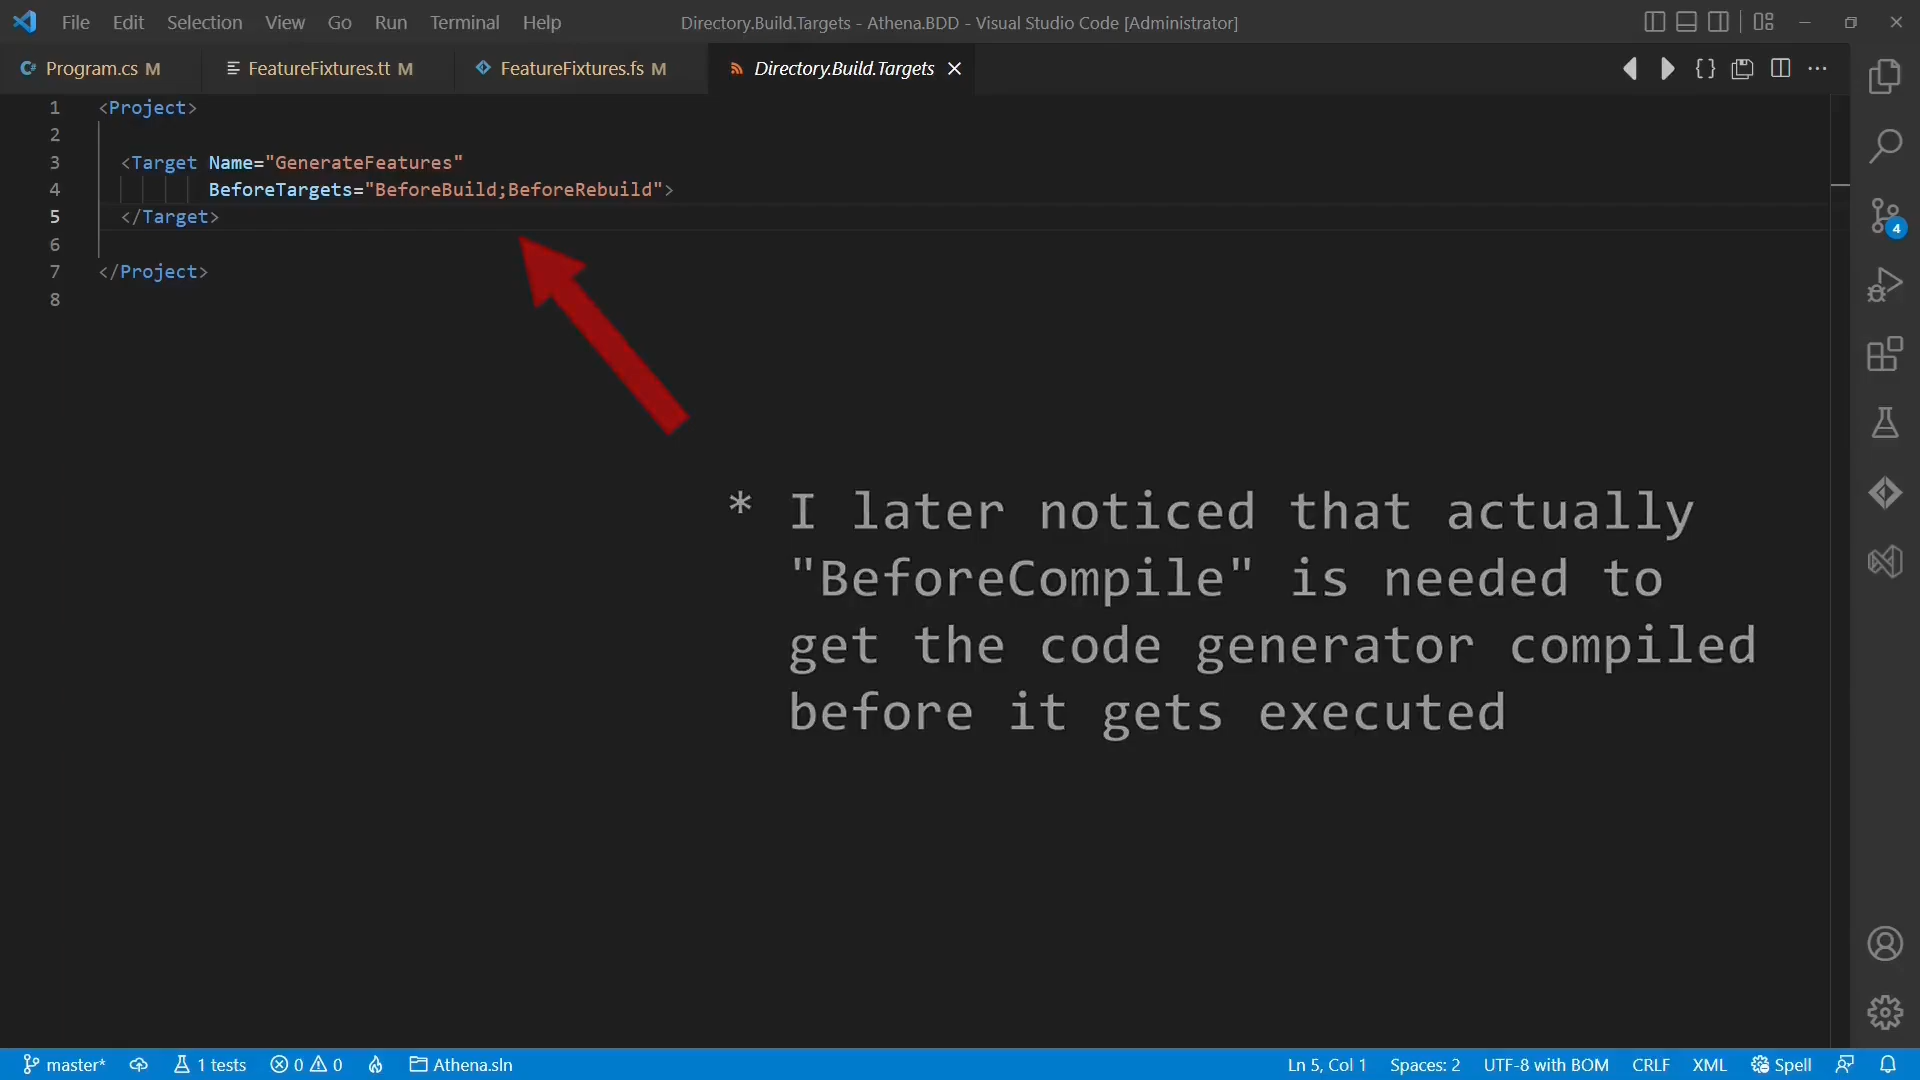 File Edit Selection View Go Run Terminal Help Directory.Build.Targets - Athena.BDD - Visual Studio Code [Administrator]
Program.cs M FeatureFixtures.tt M FeatureFixtures.fs M Directory.Build.Targets
1 <Project>
2
3 <Target Name="GenerateFeatures"
4 BeforeTargets="BeforeBuild;BeforeRebuild">
5 </Target>
6
7 </Project>
8
* I later noticed that actually
"BeforeCompile" is needed to
get the code generator compiled
before it gets executed
4
master* 1 tests 0 0 Athena.sln Ln 5, Col 1 Spaces: 2 UTF-8 with BOM CRLF XML Spell